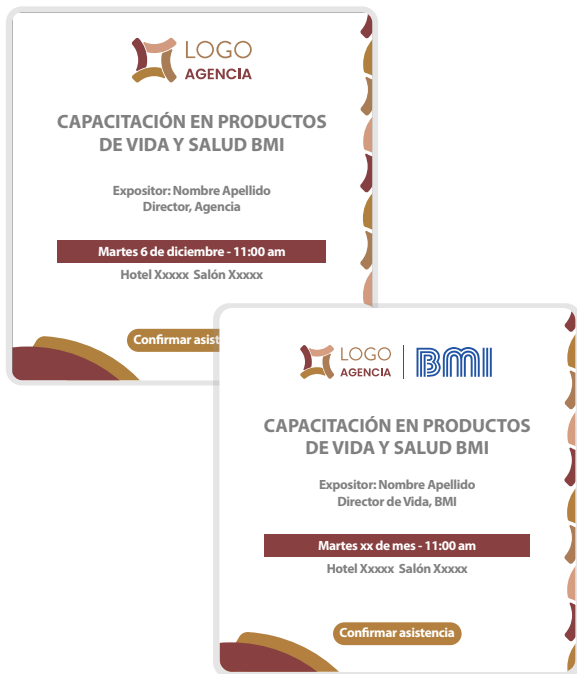 LOGO
AGENCIA
CAPACITACIÓN EN PRODUCTOS
DE VIDA Y SALUD BMI
Expositor: Nombre Apellido
Director, Agencia
Martes 6 de diciembre - 11:00 am
Hotel Xxxxx Salón Xxxxx
Confirmar asist
LOGO
AGENCIA
BMI
CAPACITACIÓN EN PRODUCTOS
DE VIDA Y SALUD BMI
Expositor: Nombre Apellido
Director de Vida, BMI
Martes xx de mes - 11:00 am
Hotel Xxxxx Salón Xxxxx
Confirmar asistencia